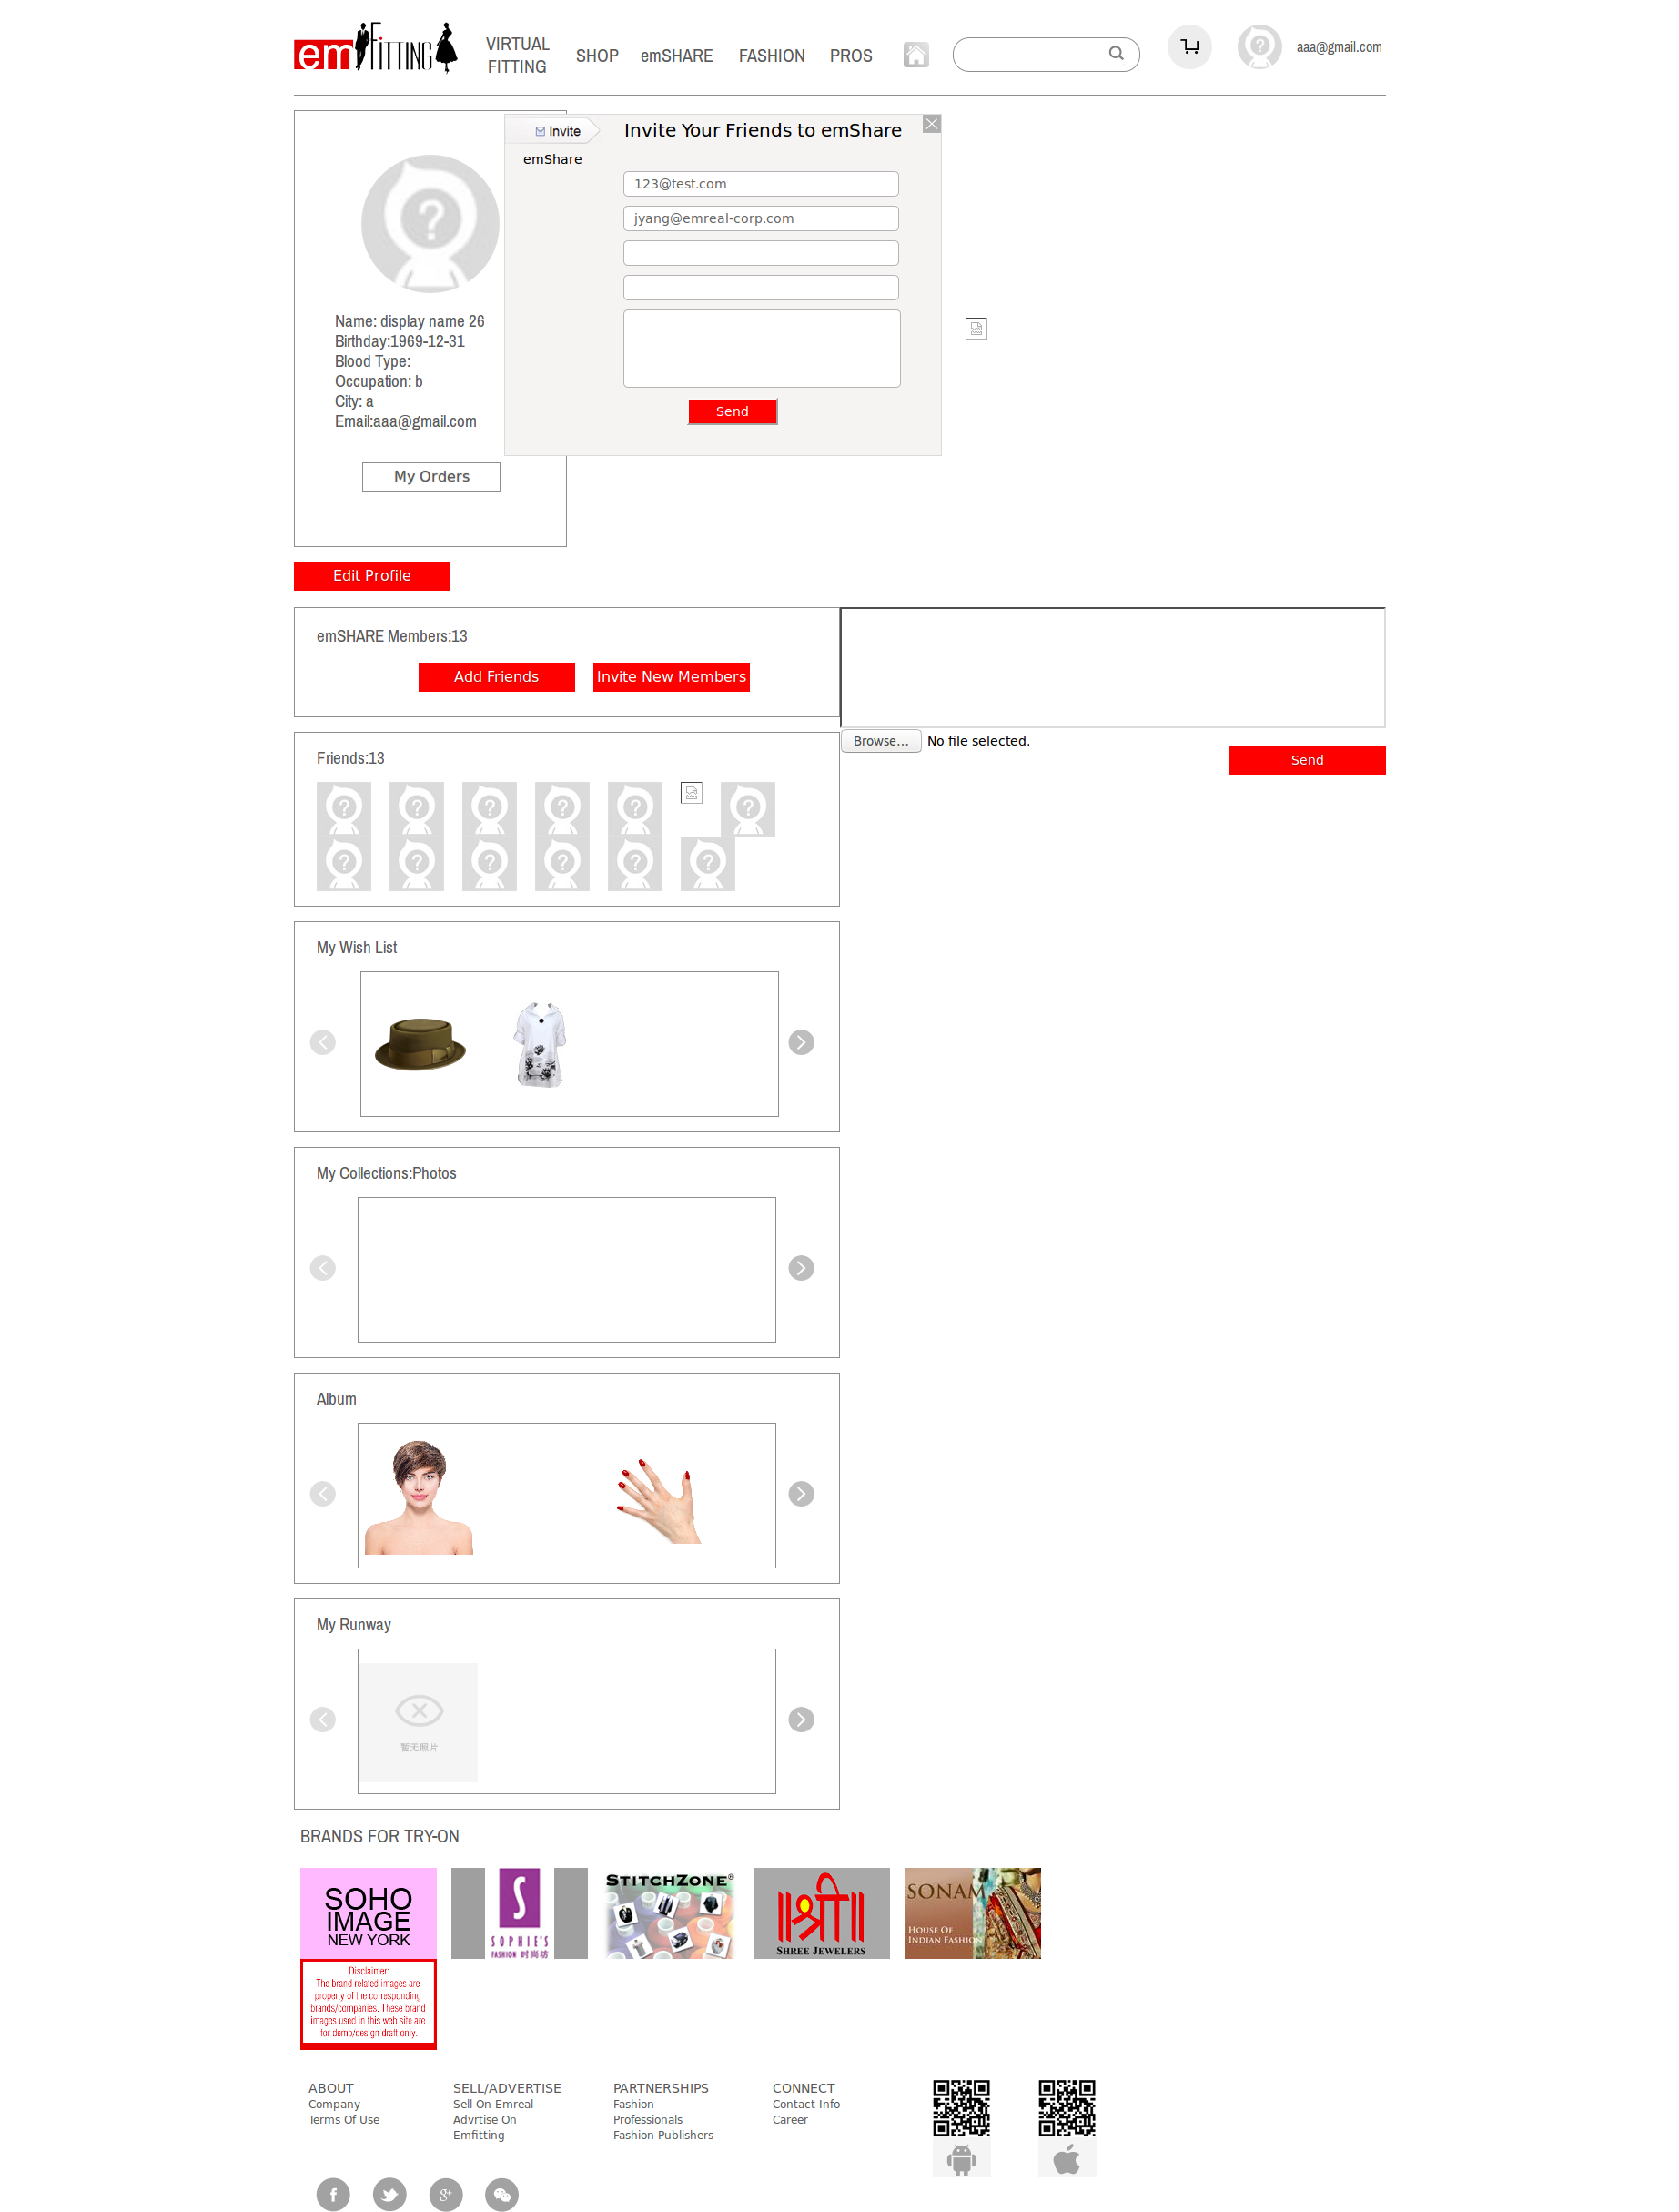 em FITTING
VIRTUAL
FITTING
SHOP
emSHARE
FASHION
PROS
aaa@gmail.com
Invite
Invite Your Friends to emShare
emShare
123@test.com
jyang@emreal-corp.com
Send
Name: display name 26
Birthday:1969-12-31
Blood Type:
Occupation: b
City: a
Email:aaa@gmail.com
My Orders
Edit Profile
emSHARE Members:13
Add Friends
Invite New Members
Browse...
No file selected.
Send
Friends:13
My Wish List
My Collections:Photos
Album
My Runway
暂无照片
BRANDS FOR TRY-ON
SOHO
IMAGE
NEW YORK
S
SOPHIE'S
FASHION 时尚坊
STITCHZONE®
श्री
SHREE JEWELERS
SONAM
HOUSE OF
INDIAN FASHION
Disclaimer:
The brand related images are
property of the corresponding
brands/companies. These brand
images used in this web site are
for demo/design draft only.
ABOUT
Company
Terms Of Use
SELL/ADVERTISE
Sell On Emreal
Advrtise On
Emfitting
PARTNERSHIPS
Fashion
Professionals
Fashion Publishers
CONNECT
Contact Info
Career